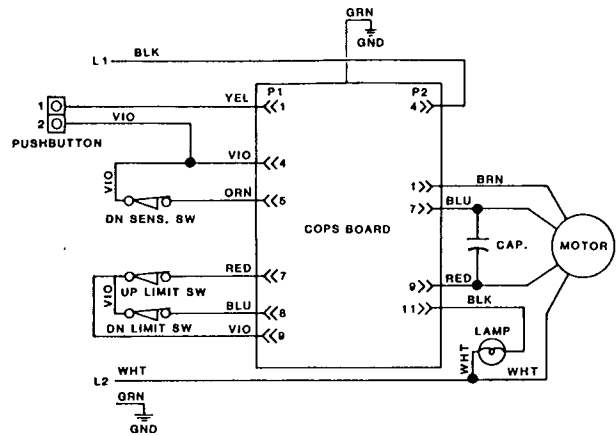 GRN
GND
L1 BLK
P1 P2
1 YEL 1 4
2 VIO
PUSHBUTTON
VIO 4
VIO
ORN 5
DN SENS. SW
1 BRN
7 BLU
COPS BOARD
CAP.
MOTOR
RED 7
VIO
UP LIMIT SW
9 RED
BLU 8
DN LIMIT SW
VIO 9
11 BLK
LAMP
WHT
WHT
L2 WHT
GRN
GND